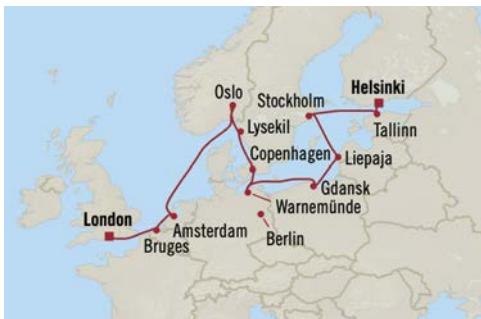 Oslo
Stockholm
Helsinki
Lysekil
Tallinn
Copenhagen
Liepaja
Gdansk
London
Amsterdam
Warnemünde
Bruges
Berlin